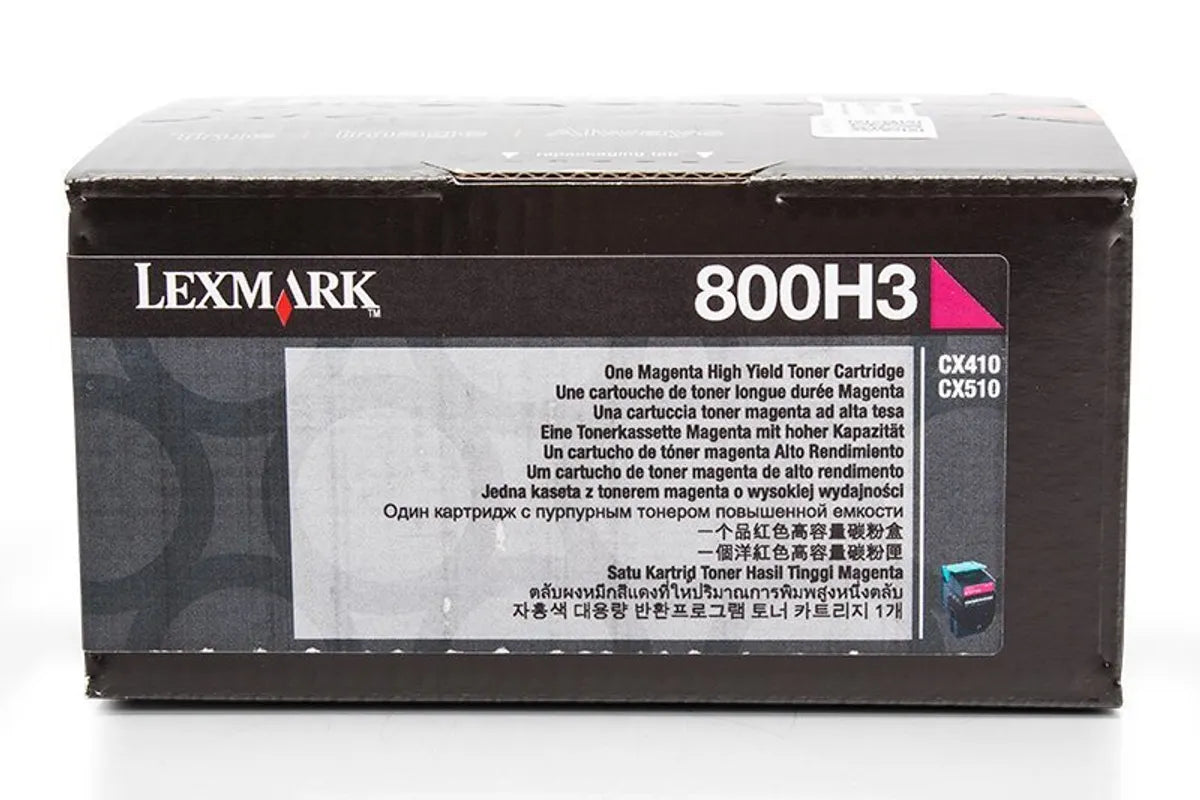 repackaging tab
LEXMARK™
800H3
One Magenta High Yield Toner Cartridge
Une cartouche de toner longue durée Magenta
Una cartuccia toner magenta ad alta tesa
Eine Tonerkassette Magenta mit hoher Kapazität
Un cartucho de tóner magenta Alto Rendimiento
Um cartucho de toner magenta de alto rendimento
Jedna kaseta z tonerem magenta o wysokiej wydajności
Один картридж с пурпурным тонером повышенной емкости
一个品红色高容量碳粉盒
一個洋紅色高容量碳粉匣
Satu Kartrid Toner Hasil Tinggi Magenta
ตลับผงหมึกสีแดงที่ให้ปริมาณการพิมพ์สูงหนึ่งตลับ
자홍색 대용량 반환프로그램 토너 카트리지 1개
CX410
CX510